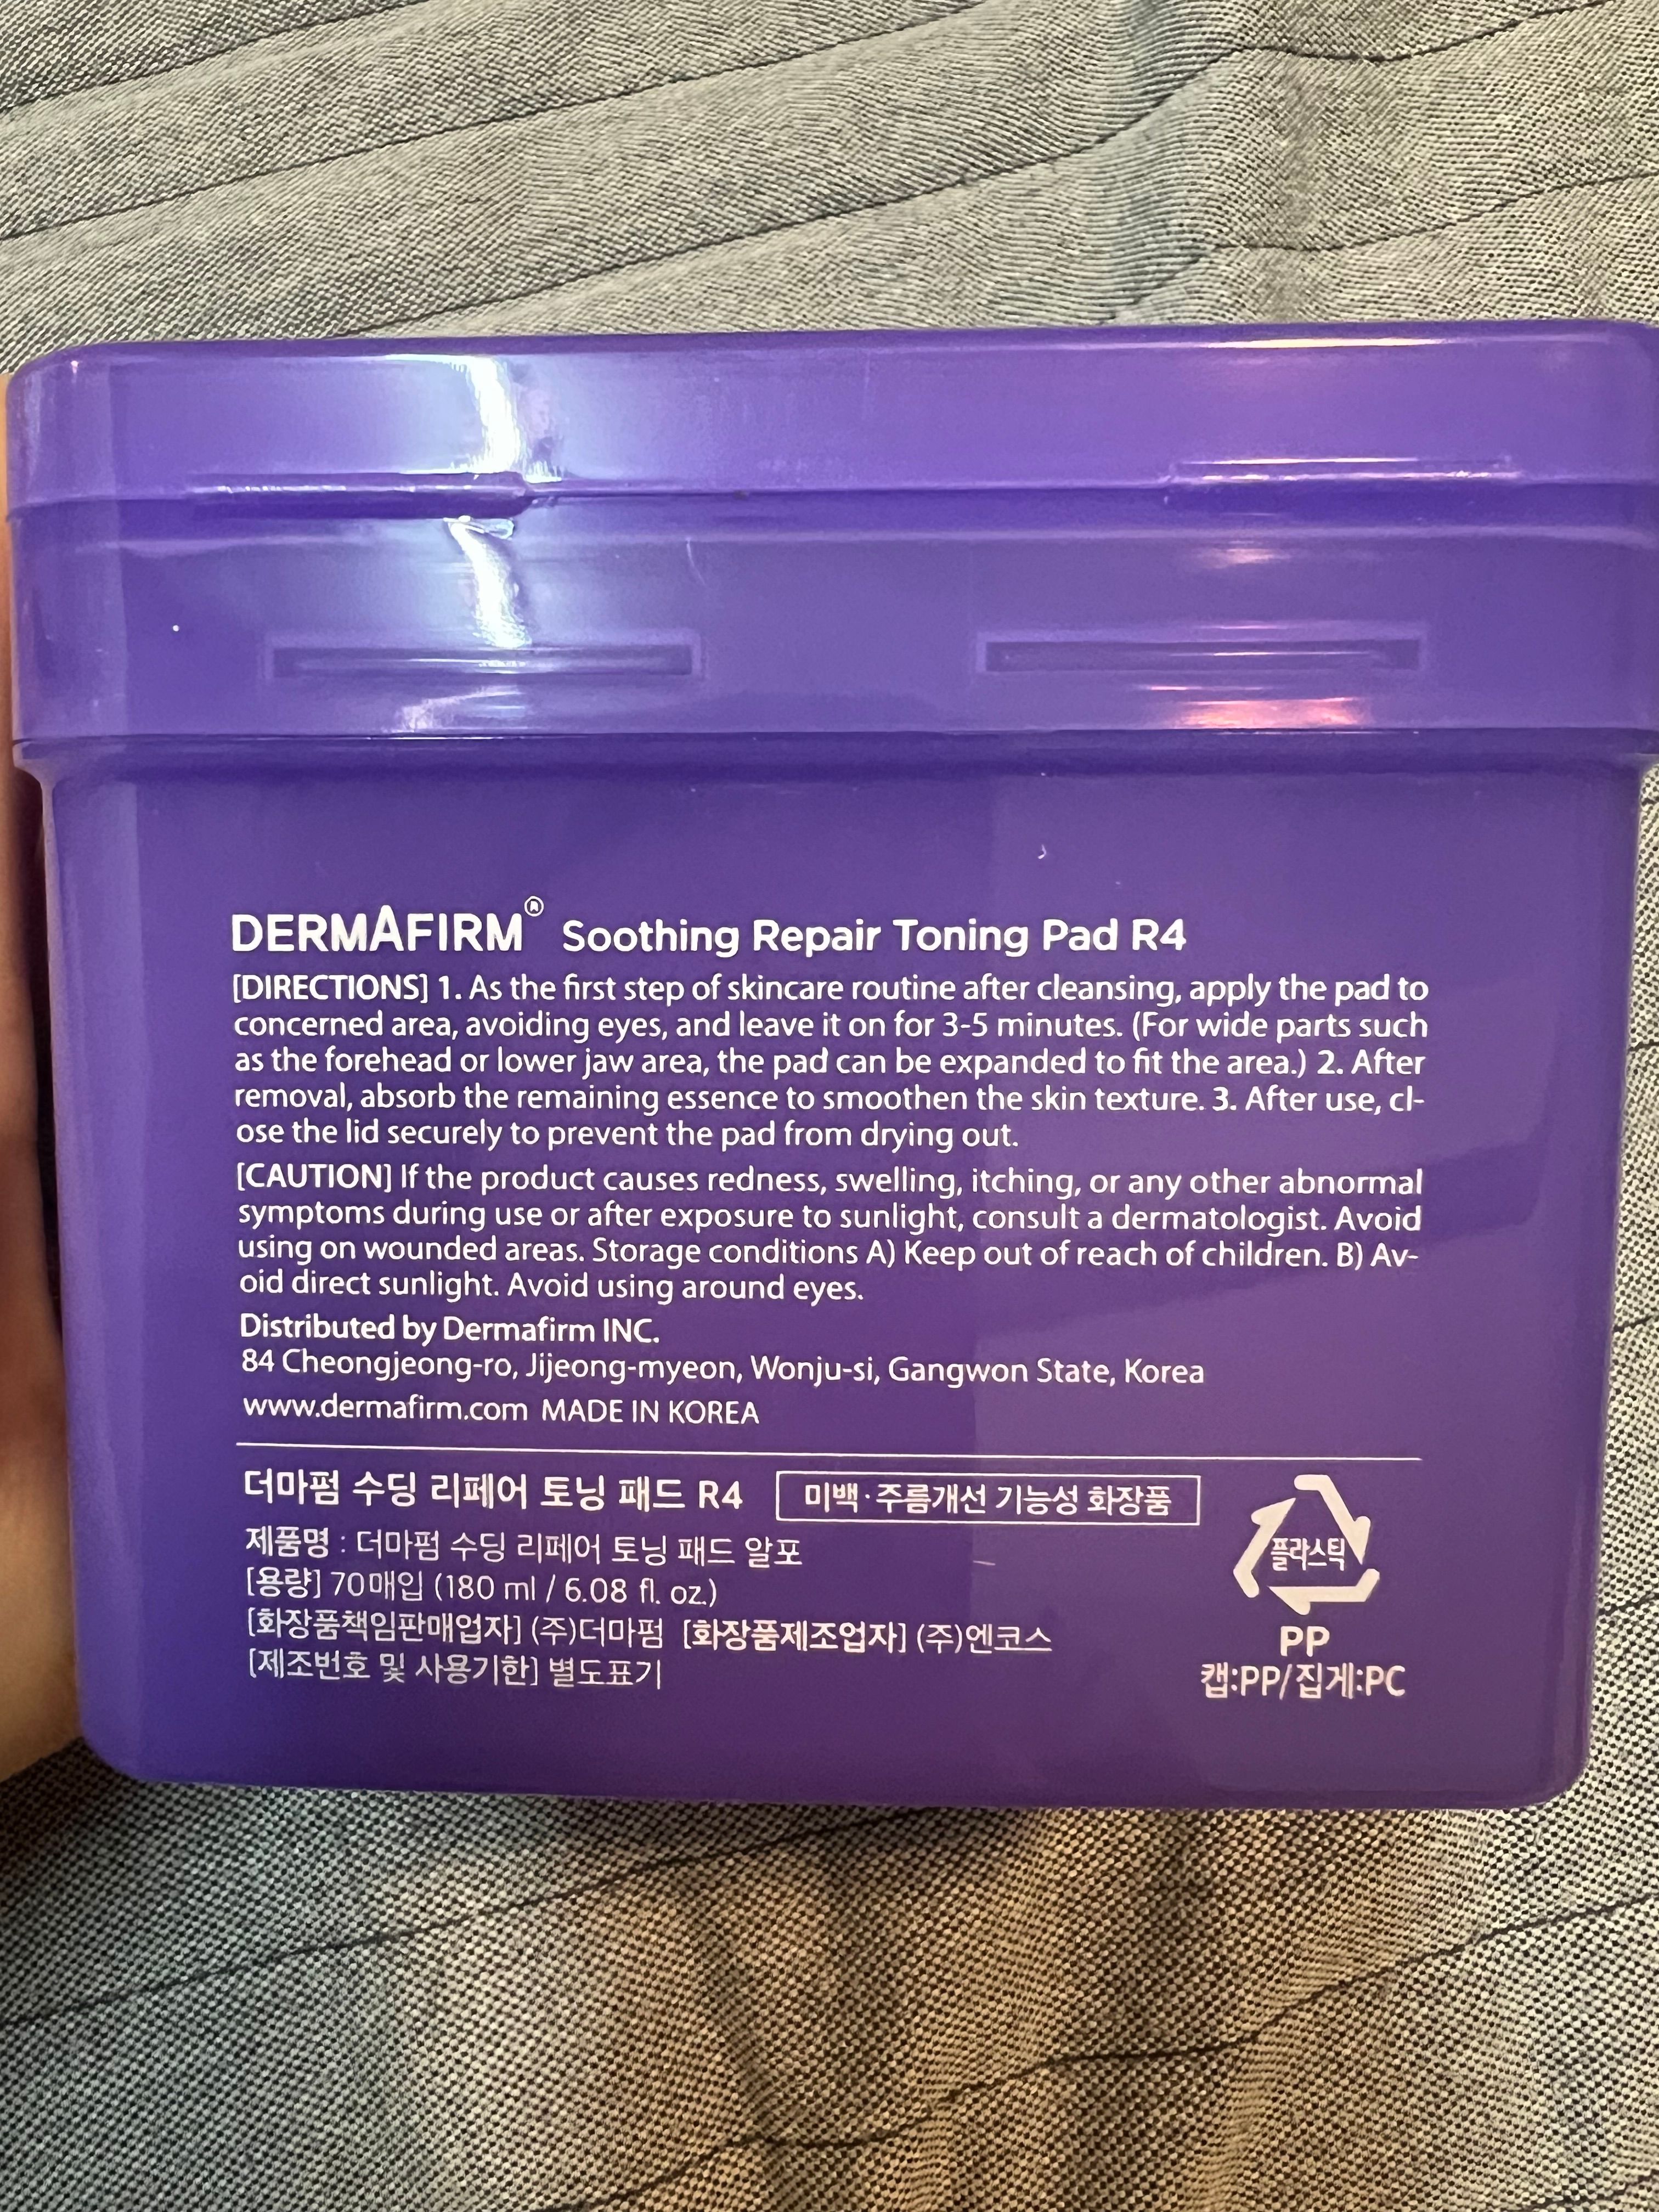 DERMAFIRM® Soothing Repair Toning Pad R4
[DIRECTIONS] 1. As the first step of skincare routine after cleansing, apply the pad to
concerned area, avoiding eyes, and leave it on for 3-5 minutes. (For wide parts such
as the forehead or lower jaw area, the pad can be expanded to fit the area.) 2. After
removal, absorb the remaining essence to smoothen the skin texture. 3. After use, cl-
ose the lid securely to prevent the pad from drying out.
[CAUTION] If the product causes redness, swelling, itching, or any other abnormal
symptoms during use or after exposure to sunlight, consult a dermatologist. Avoid
using on wounded areas. Storage conditions A) Keep out of reach of children. B) Av-
oid direct sunlight. Avoid using around eyes.
Distributed by Dermafirm INC.
84 Cheongjeong-ro, Jijeong-myeon, Wonju-si, Gangwon State, Korea
www.dermafirm.com MADE IN KOREA
더마펌 수딩 리페어 토닝 패드 R4 미백·주름개선 기능성 화장품
제품명 : 더마펌 수딩 리페어 토닝 패드 알포
[용량] 70매입 (180 ml / 6.08 fl. oz.)
[화장품책임판매업자] (주)더마펌 [화장품제조업자] (주)엔코스
[제조번호 및 사용기한] 별도표기
플라스틱
PP
캡:PP/집게:PC